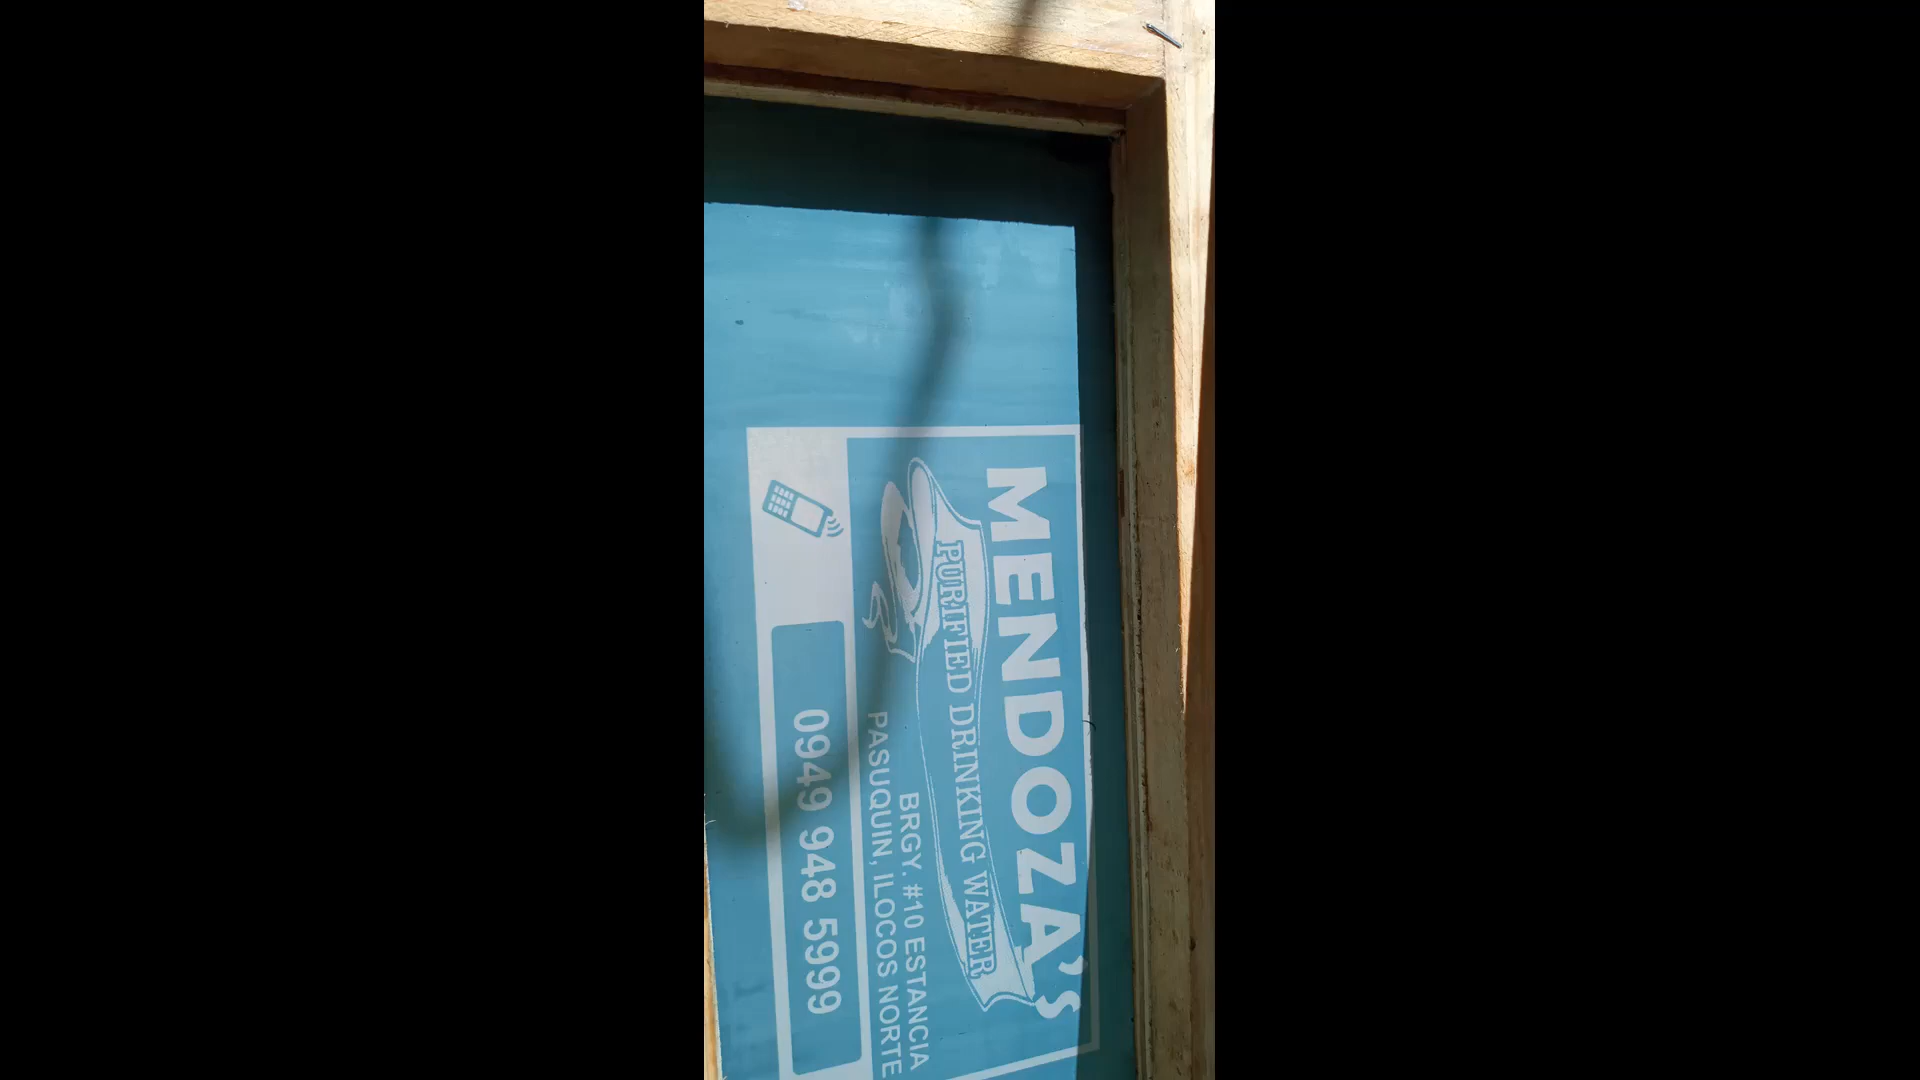 MENDOZA'S
PURIFIED DRINKING WATER
BRGY. #10 ESTANCIA
PASUQUIN, ILOCOS NORTE
0949 948 5999